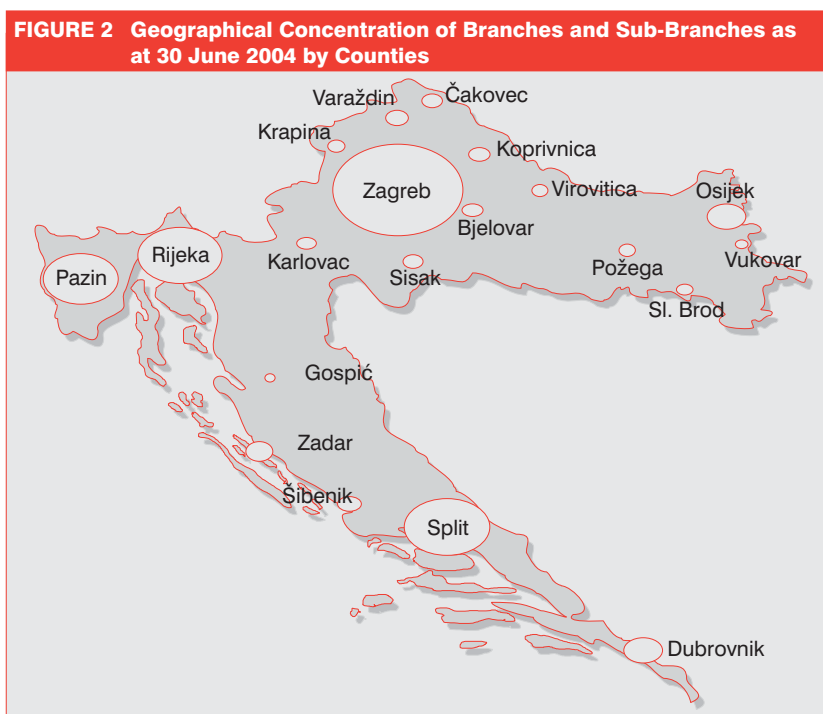 FIGURE 2 Geographical Concentration of Branches and Sub-Branches as
at 30 June 2004 by Counties
Čakovec
Varaždin
Krapina
Koprivnica
Zagreb
Virovitica
Osijek
Bjelovar
Rijeka
Karlovac
Sisak
Požega
Vukovar
Pazin
Sl. Brod
Gospić
Zadar
Šibenik
Split
Dubrovnik